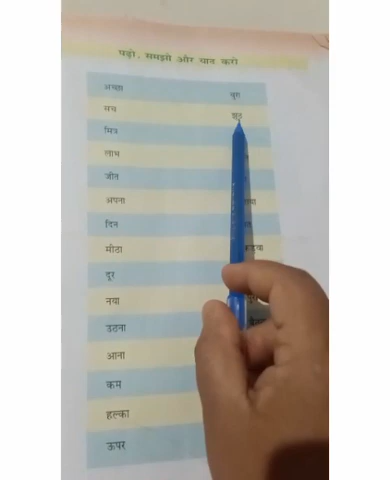 पढ़ो, समझो और याद करो
अच्छा बुरा
सच झूठ
मित्र
लाभ
जीत
अपना
दिन
मीठा
दूर
नया
उठना
आना
कम
हल्का
ऊपर